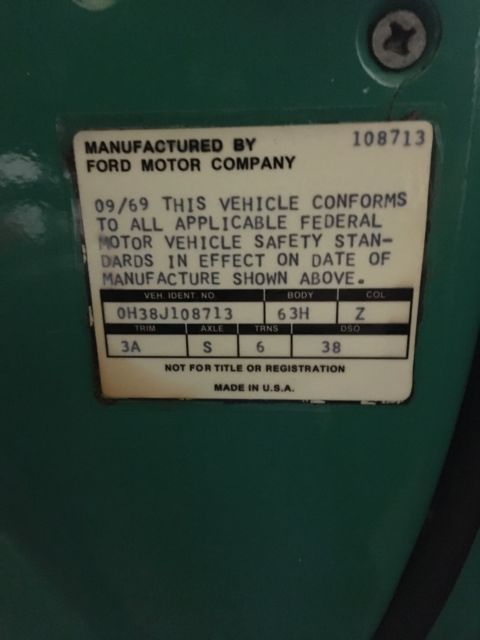 MANUFACTURED BY 108713
FORD MOTOR COMPANY
09/69 THIS VEHICLE CONFORMS
TO ALL APPLICABLE FEDERAL
MOTOR VEHICLE SAFETY STAN-
DARDS IN EFFECT ON DATE OF
MANUFACTURE SHOWN ABOVE.
VEH. IDENT. NO. BODY COL
0H38J108713 63H Z
TRIM AXLE TRNS DSO
3A S 6 38
NOT FOR TITLE OR REGISTRATION
MADE IN U.S.A.